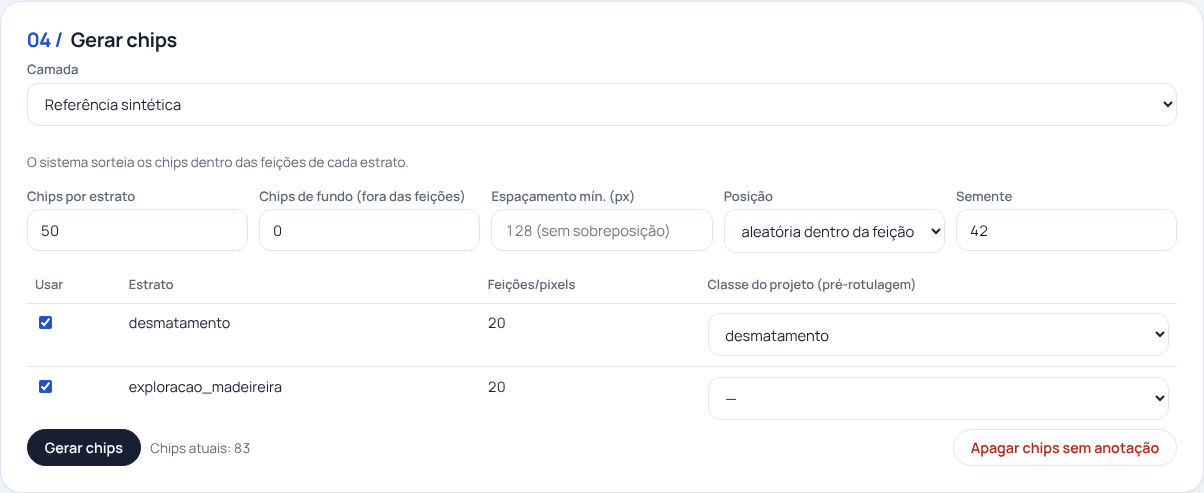 04 / Gerar chips
Camada
Referência sintética
O sistema sorteia os chips dentro das feições de cada estrato.
Chips por estrato Chips de fundo (fora das feições) Espaçamento mín. (px) Posição Semente
50 0 128 (sem sobreposição) aleatória dentro da feição 42
Usar Estrato Feições/pixels Classe do projeto (pré-rotulagem)
desmatamento 20 desmatamento
exploracao_madeireira 20 —
Gerar chips Chips atuais: 83 Apagar chips sem anotação